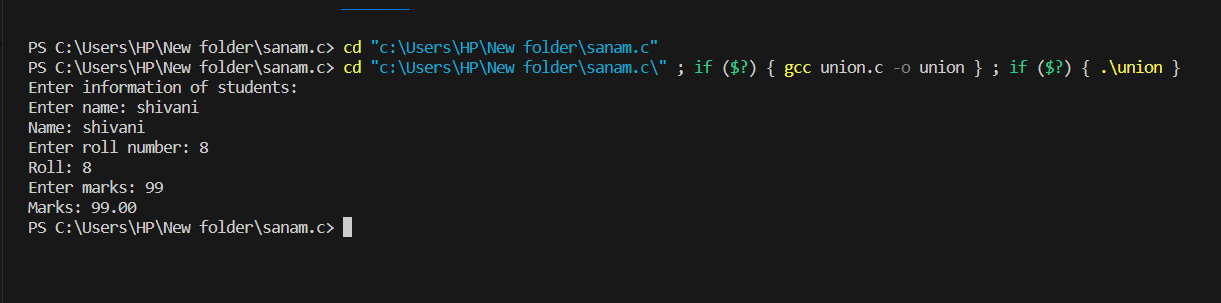 PS C:\Users\HP\New folder\sanam.c> cd "c:\Users\HP\New folder\sanam.c"
PS C:\Users\HP\New folder\sanam.c> cd "c:\Users\HP\New folder\sanam.c\" ; if ($?) { gcc union.c -o union } ; if ($?) { .\union }
Enter information of students:
Enter name: shivani
Name: shivani
Enter roll number: 8
Roll: 8
Enter marks: 99
Marks: 99.00
PS C:\Users\HP\New folder\sanam.c>